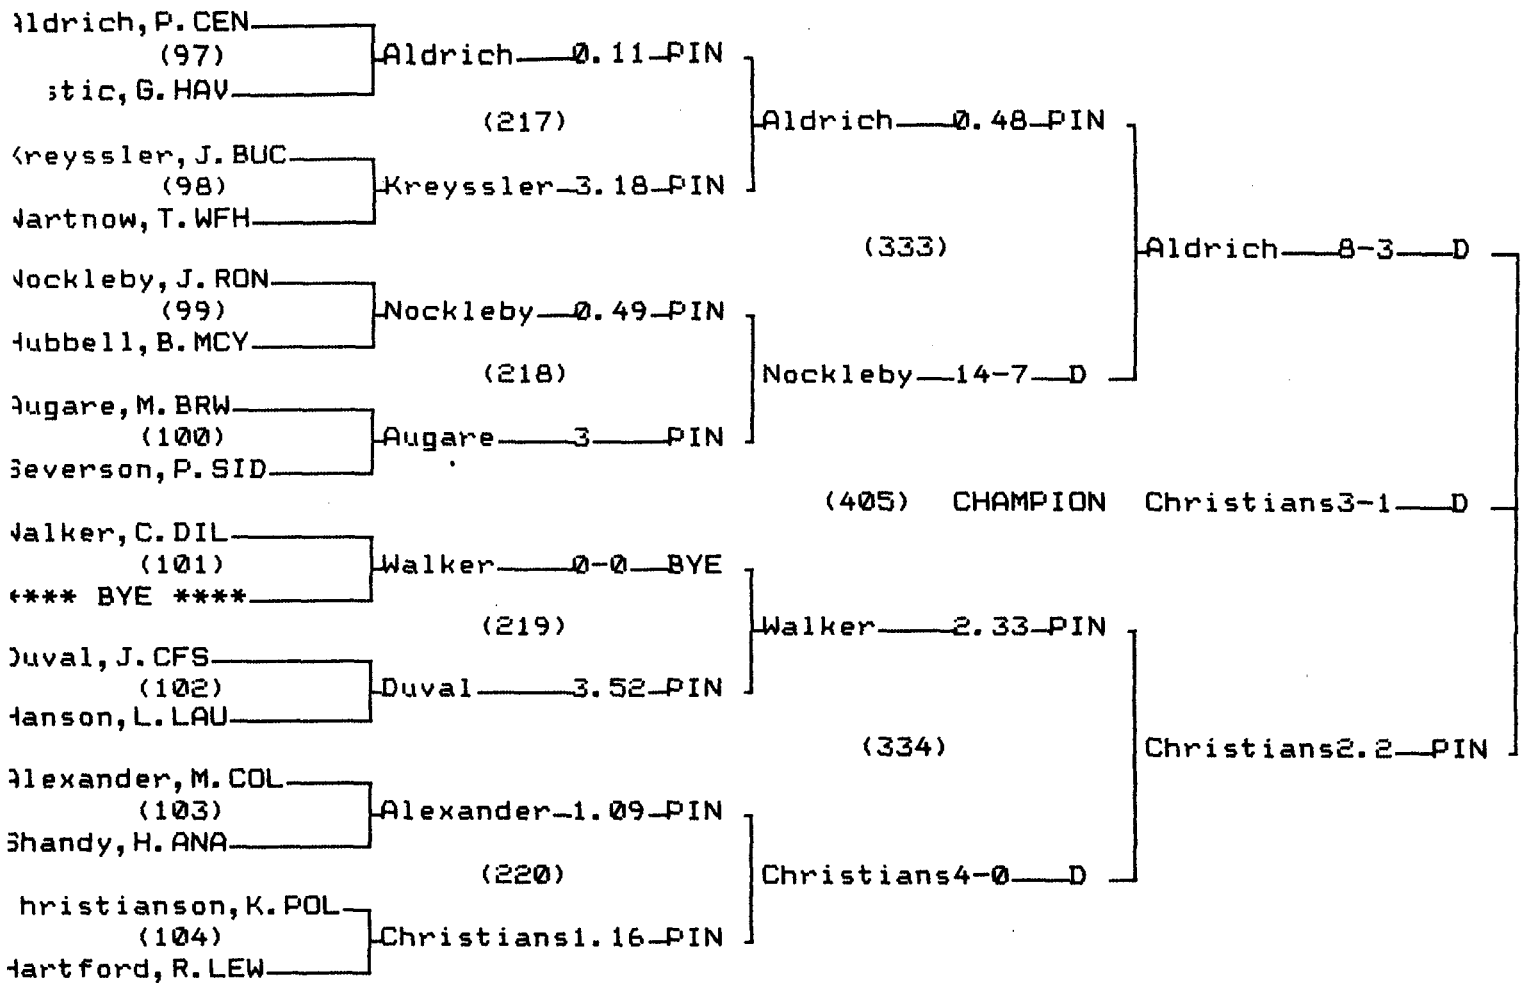 Aldrich, P. CEN
(97) Aldrich 0.11 PIN
stic, G. HAV
(217) Aldrich 0.48 PIN
Kreyssler, J. BUC
(98) Kreyssler 3.18 PIN
Wartnow, T. WFH
(333) Aldrich 8-3 D
Nockleby, J. RON
(99) Nockleby 0.49 PIN
Hubbell, B. MCY
(218) Nockleby 14-7 D
Augare, M. BRW
(100) Augare 3 PIN
Severson, P. SID
(405) CHAMPION Christians3-1 D
Walker, C. DIL
(101) Walker 0-0 BYE
**** BYE ****
(219) Walker 2.33 PIN
Duval, J. CFS
(102) Duval 3.52 PIN
Hanson, L. LAU
(334) Christians2.2 PIN
Alexander, M. COL
(103) Alexander 1.09 PIN
Shandy, H. ANA
(220) Christians4-0 D
hristianson, K. POL
(104) Christians1.16 PIN
Hartford, R. LEW